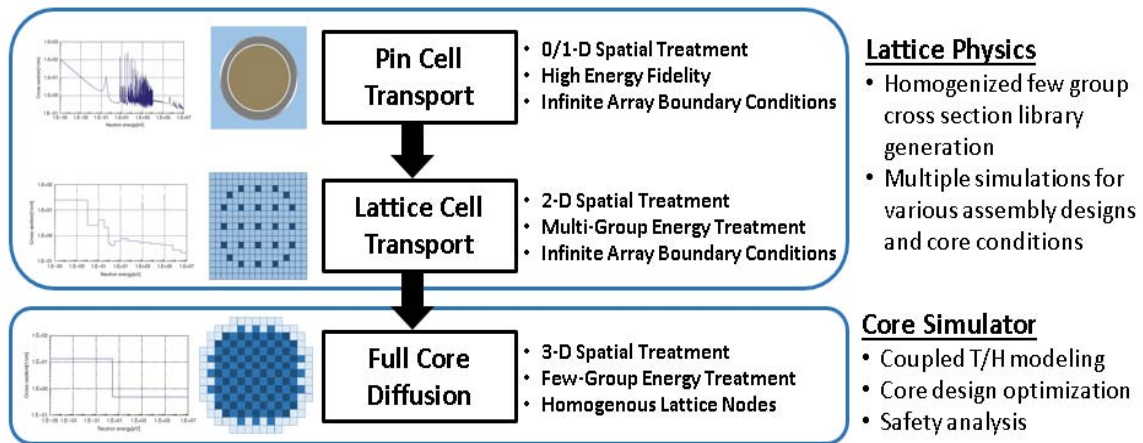 Pin Cell
Transport
• 0/1-D Spatial Treatment
• High Energy Fidelity
• Infinite Array Boundary Conditions
Lattice Cell
Transport
• 2-D Spatial Treatment
• Multi-Group Energy Treatment
• Infinite Array Boundary Conditions
Lattice Physics
• Homogenized few group
cross section library
generation
• Multiple simulations for
various assembly designs
and core conditions
Full Core
Diffusion
• 3-D Spatial Treatment
• Few-Group Energy Treatment
• Homogenous Lattice Nodes
Core Simulator
• Coupled T/H modeling
• Core design optimization
• Safety analysis